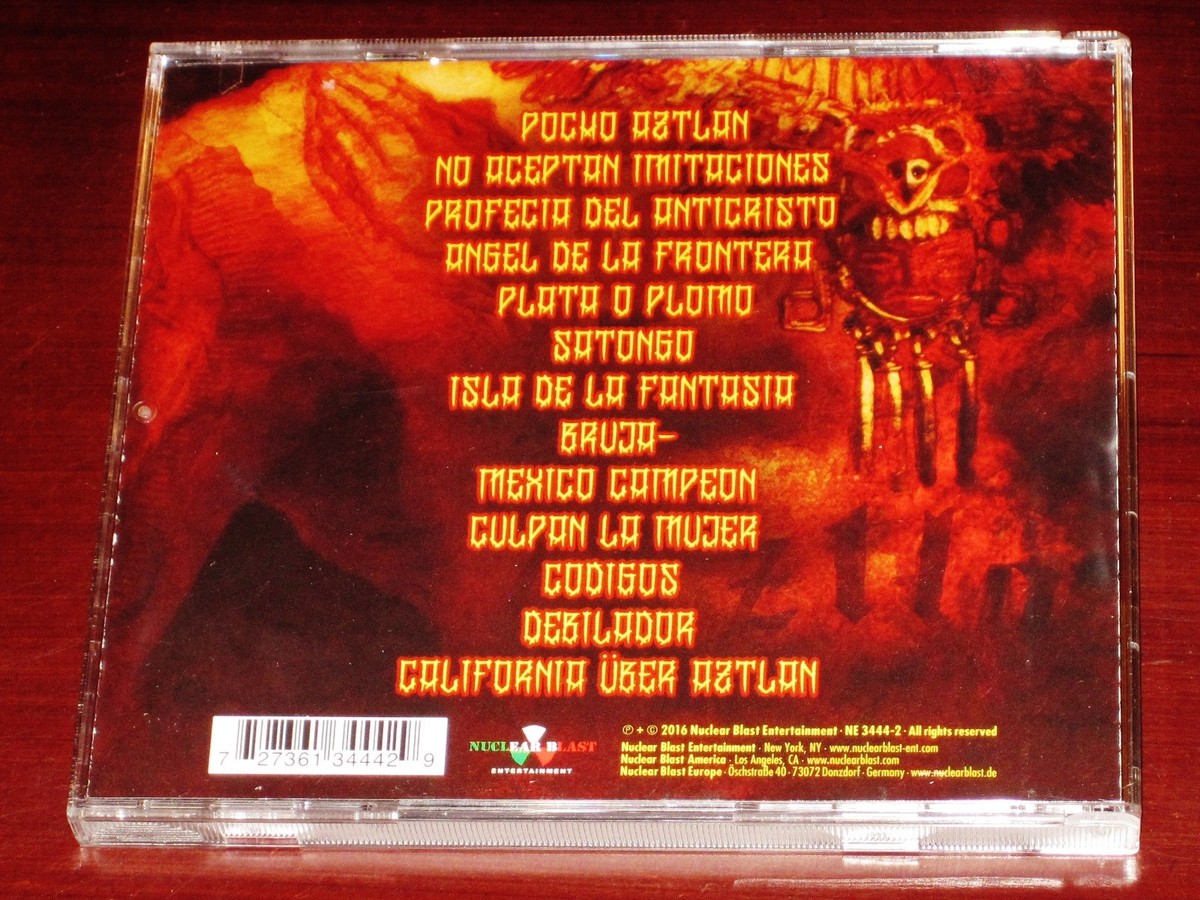 POCHO AZTLAN
NO ACEPTAN IMITACIONES
PROFECIA DEL ANTICRISTO
ANGEL DE LA FRONTERA
PLATA O PLOMO
SATONGO
ISLA DE LA FANTASIA
BRUJA-
MEXICO CAMPEON
CULPAN LA MUJER
CODIGOS
DEBILADOR
CALIFORNIA ÜBER AZTLAN
7 27361 34442 9
NUCLEAR BLAST
ENTERTAINMENT
℗ + © 2016 Nuclear Blast Entertainment · NE 3444-2 · All rights reserved
Nuclear Blast Entertainment · New York, NY · www.nuclearblast-ent.com
Nuclear Blast America · Los Angeles, CA · www.nuclearblast.com
Nuclear Blast Europe · Öschstraße 40 · 73072 Donzdorf · Germany · www.nuclearblast.de